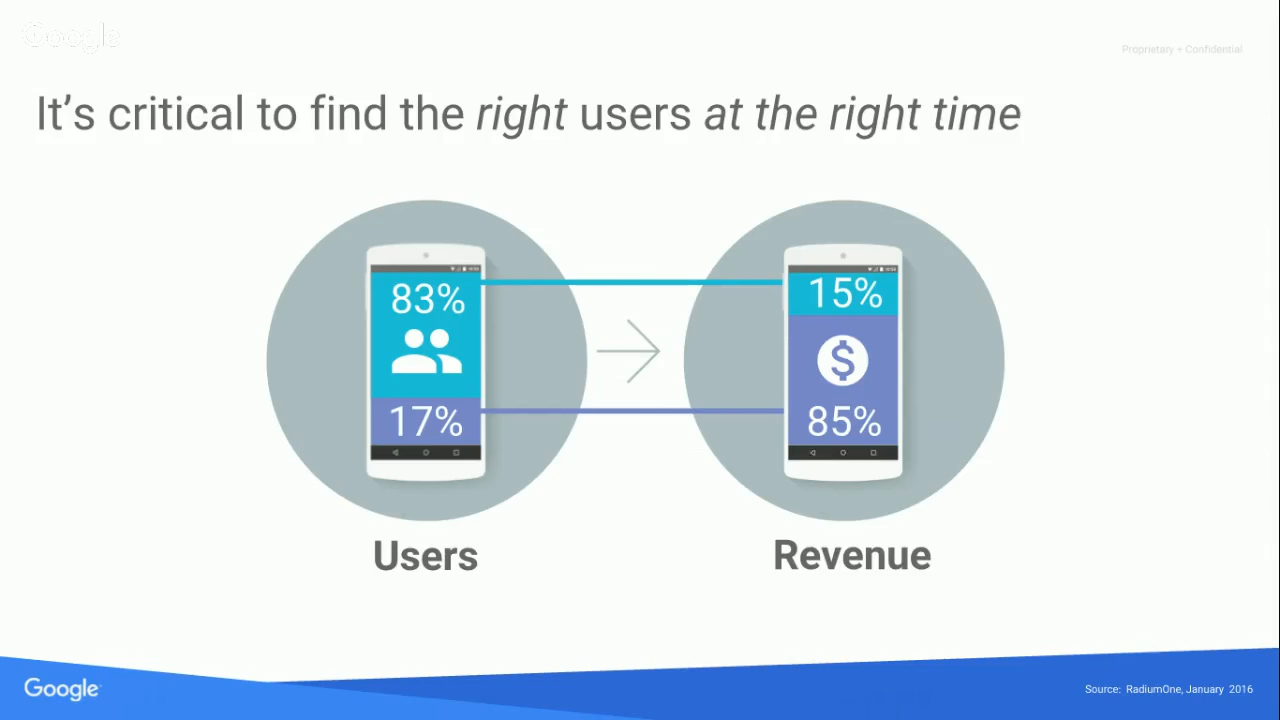 Google
Proprietary + Confidential
It's critical to find the right users at the right time
83%
17%
15%
$
85%
Users
Revenue
Google
Source: RadiumOne, January 2016